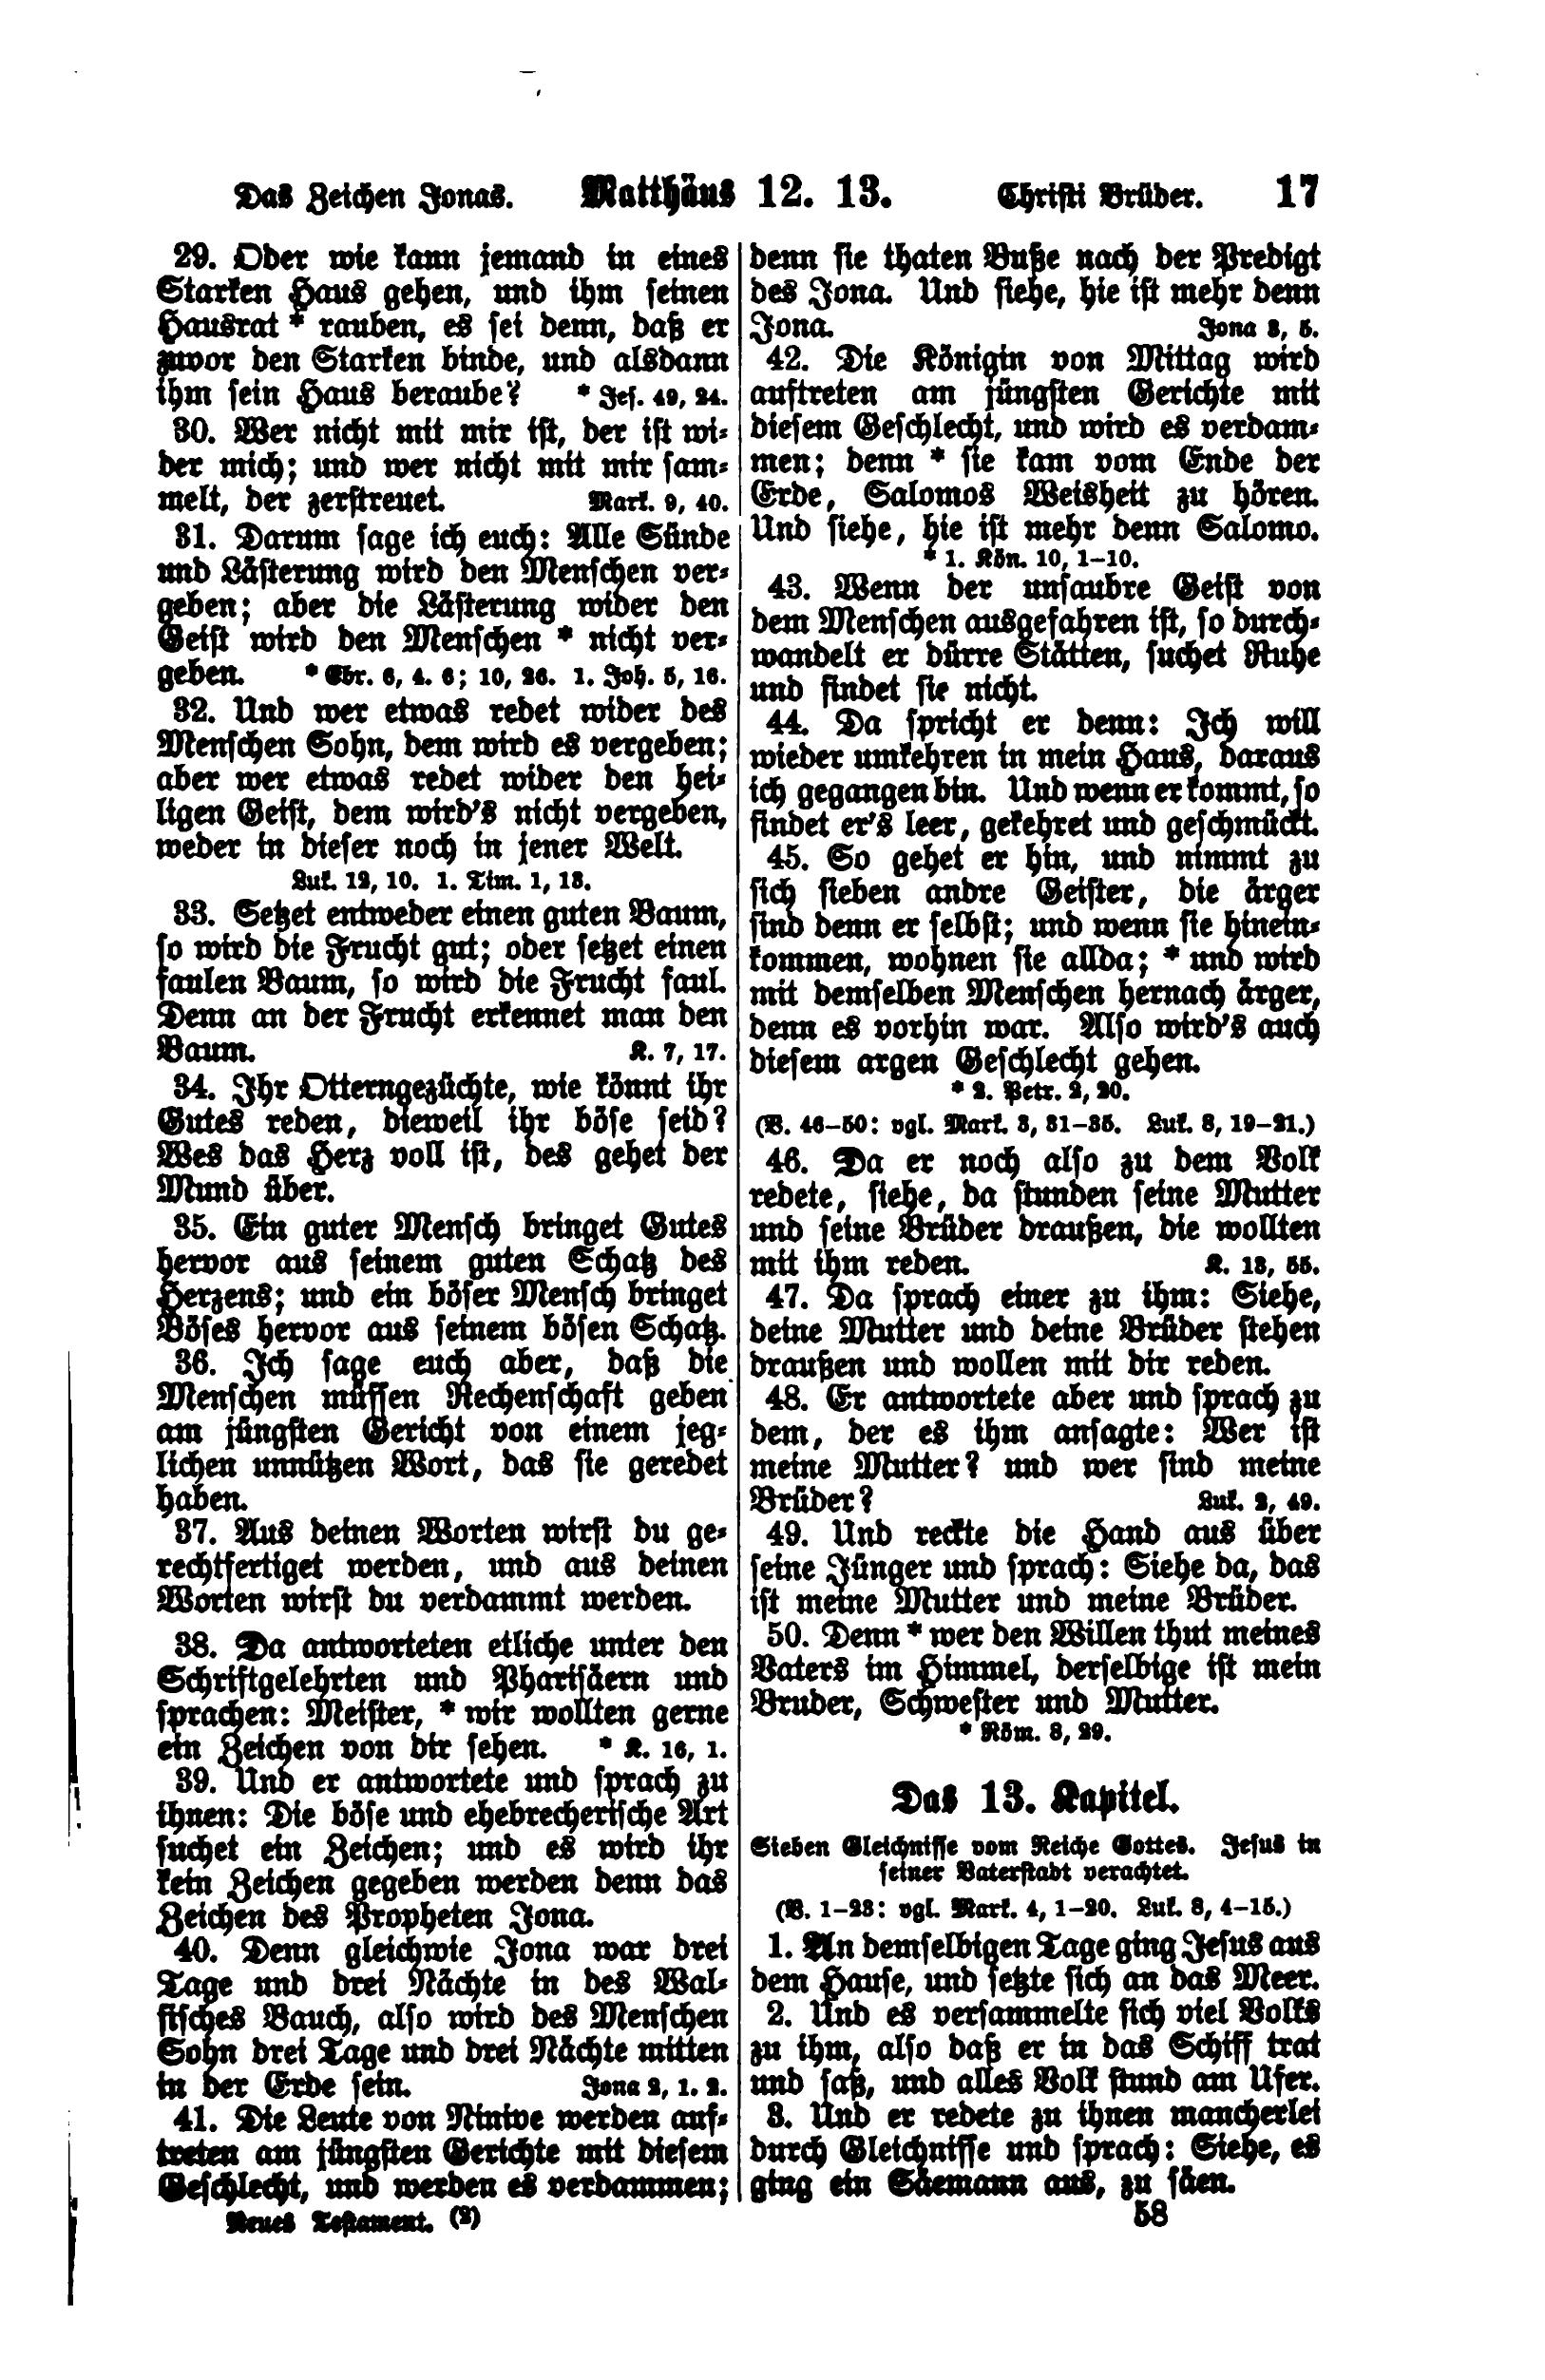 Das Zeichen Jonas. Matthäus 12. 13. Christi Brüder. 17
29. Oder wie kann jemand in eines
Starken Haus gehen, und ihm seinen
Hausrat * rauben, es sei denn, daß er
zuvor den Starken binde, und alsdann
ihm sein Haus beraube? * Jes. 49, 24.
30. Wer nicht mit mir ist, der ist wi-
der mich; und wer nicht mit mir sam-
melt, der zerstreuet. Mark. 9, 40.
31. Darum sage ich euch: Alle Sünde
und Lästerung wird den Menschen ver-
geben; aber die Lästerung wider den
Geist wird den Menschen * nicht ver-
geben. * Ebr. 6, 4. 6; 10, 26. 1. Joh. 5, 16.
32. Und wer etwas redet wider des
Menschen Sohn, dem wird es vergeben;
aber wer etwas redet wider den hei-
ligen Geist, dem wird's nicht vergeben,
weder in dieser noch in jener Welt.
Luk. 12, 10. 1. Tim. 1, 13.
33. Setzet entweder einen guten Baum,
so wird die Frucht gut; oder setzet einen
faulen Baum, so wird die Frucht faul.
Denn an der Frucht erkennet man den
Baum. K. 7, 17.
34. Ihr Otterngezüchte, wie könnt ihr
Gutes reden, dieweil ihr böse seid?
Wes das Herz voll ist, des gehet der
Mund über.
35. Ein guter Mensch bringet Gutes
hervor aus seinem guten Schatz des
Herzens; und ein böser Mensch bringet
Böses hervor aus seinem bösen Schatz.
36. Ich sage euch aber, daß die
Menschen müssen Rechenschaft geben
am jüngsten Gericht von einem jeg-
lichen unnützen Wort, das sie geredet
haben.
37. Aus deinen Worten wirst du ge-
rechtfertiget werden, und aus deinen
Worten wirst du verdammt werden.
38. Da antworteten etliche unter den
Schriftgelehrten und Pharisäern und
sprachen: Meister, * wir wollten gerne
ein Zeichen von dir sehen. * K. 16, 1.
39. Und er antwortete und sprach zu
ihnen: Die böse und ehebrecherische Art
suchet ein Zeichen; und es wird ihr
kein Zeichen gegeben werden denn das
Zeichen des Propheten Jona.
40. Denn gleichwie Jona war drei
Tage und drei Nächte in des Wal-
fisches Bauch, also wird des Menschen
Sohn drei Tage und drei Nächte mitten
in der Erde sein. Jona 2, 1. 2.
41. Die Leute von Ninive werden auf-
treten am jüngsten Gerichte mit diesem
Geschlecht, und werden es verdammen;
Neues Testament. (2)
denn sie thaten Buße nach der Predigt
des Jona. Und siehe, hie ist mehr denn
Jona. Jona 3, 5.
42. Die Königin von Mittag wird
auftreten am jüngsten Gerichte mit
diesem Geschlecht, und wird es verdam-
men; denn * sie kam vom Ende der
Erde, Salomos Weisheit zu hören.
Und siehe, hie ist mehr denn Salomo.
* 1. Kön. 10, 1–10.
43. Wenn der unsaubre Geist von
dem Menschen ausgefahren ist, so durch-
wandelt er dürre Stätten, suchet Ruhe
und findet sie nicht.
44. Da spricht er denn: Ich will
wieder umkehren in mein Haus, daraus
ich gegangen bin. Und wenn er kommt, so
findet er's leer, gekehret und geschmückt.
45. So gehet er hin, und nimmt zu
sich sieben andre Geister, die ärger
sind denn er selbst; und wenn sie hinein-
kommen, wohnen sie allda; * und wird
mit demselben Menschen hernach ärger,
denn es vorhin war. Also wird's auch
diesem argen Geschlecht gehen.
* 2. Petr. 2, 20.
(V. 46–50: vgl. Mark. 3, 31–35. Luk. 8, 19–21.)
46. Da er noch also zu dem Volk
redete, siehe, da stunden seine Mutter
und seine Brüder draußen, die wollten
mit ihm reden. K. 13, 55.
47. Da sprach einer zu ihm: Siehe,
deine Mutter und deine Brüder stehen
draußen und wollen mit dir reden.
48. Er antwortete aber und sprach zu
dem, der es ihm ansagte: Wer ist
meine Mutter? und wer sind meine
Brüder? Luk. 2, 49.
49. Und reckte die Hand aus über
seine Jünger und sprach: Siehe da, das
ist meine Mutter und meine Brüder.
50. Denn * wer den Willen thut meines
Vaters im Himmel, derselbige ist mein
Bruder, Schwester und Mutter.
* Röm. 8, 29.
Das 13. Kapitel.
Sieben Gleichnisse vom Reiche Gottes. Jesus in
seiner Vaterstadt verachtet.
(V. 1–23: vgl. Mark. 4, 1–20. Luk. 8, 4–15.)
1. An demselbigen Tage ging Jesus aus
dem Hause, und setzte sich an das Meer.
2. Und es versammelte sich viel Volks
zu ihm, also daß er in das Schiff trat
und saß, und alles Volk stund am Ufer.
3. Und er redete zu ihnen mancherlei
durch Gleichnisse und sprach: Siehe, es
ging ein Säemann aus, zu säen.
58